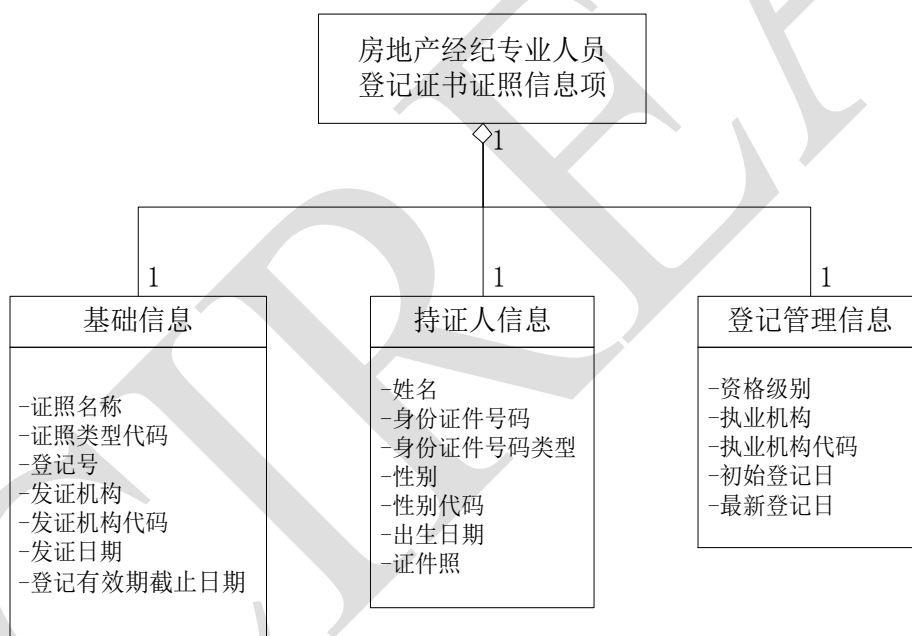 房地产经纪专业人员
登记证书证照信息项
1
1
1
1
基础信息
-证照名称
-证照类型代码
-登记号
-发证机构
-发证机构代码
-发证日期
-登记有效期截止日期
持证人信息
-姓名
-身份证件号码
-身份证件号码类型
-性别
-性别代码
-出生日期
-证件照
登记管理信息
-资格级别
-执业机构
-执业机构代码
-初始登记日
-最新登记日
CIREA